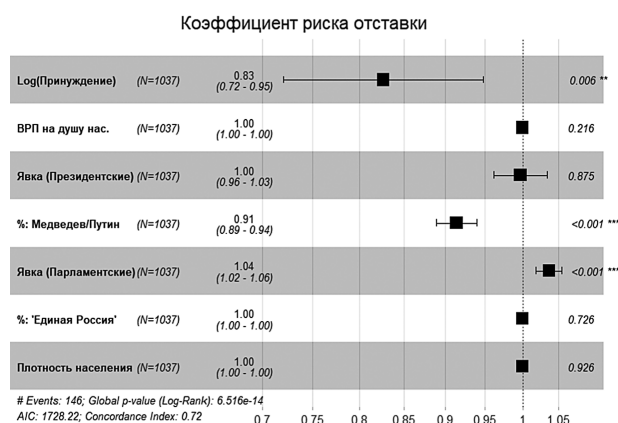 Коэффициент риска отставки
Log(Принуждение) (N=1037) 0.83 (0.72 - 0.95) 0.006 **
ВРП на душу нас. (N=1037) 1.00 (1.00 - 1.00) 0.216
Явка (Президентские) (N=1037) 1.00 (0.96 - 1.03) 0.875
%: Медведев/Путин (N=1037) 0.91 (0.89 - 0.94) <0.001 ***
Явка (Парламентские) (N=1037) 1.04 (1.02 - 1.06) <0.001 ***
%: 'Единая Россия' (N=1037) 1.00 (1.00 - 1.00) 0.726
Плотность населения (N=1037) 1.00 (1.00 - 1.00) 0.926
# Events: 146; Global p-value (Log-Rank): 6.516e-14
AIC: 1728.22; Concordance Index: 0.72
0.7 0.75 0.8 0.85 0.9 0.95 1 1.05